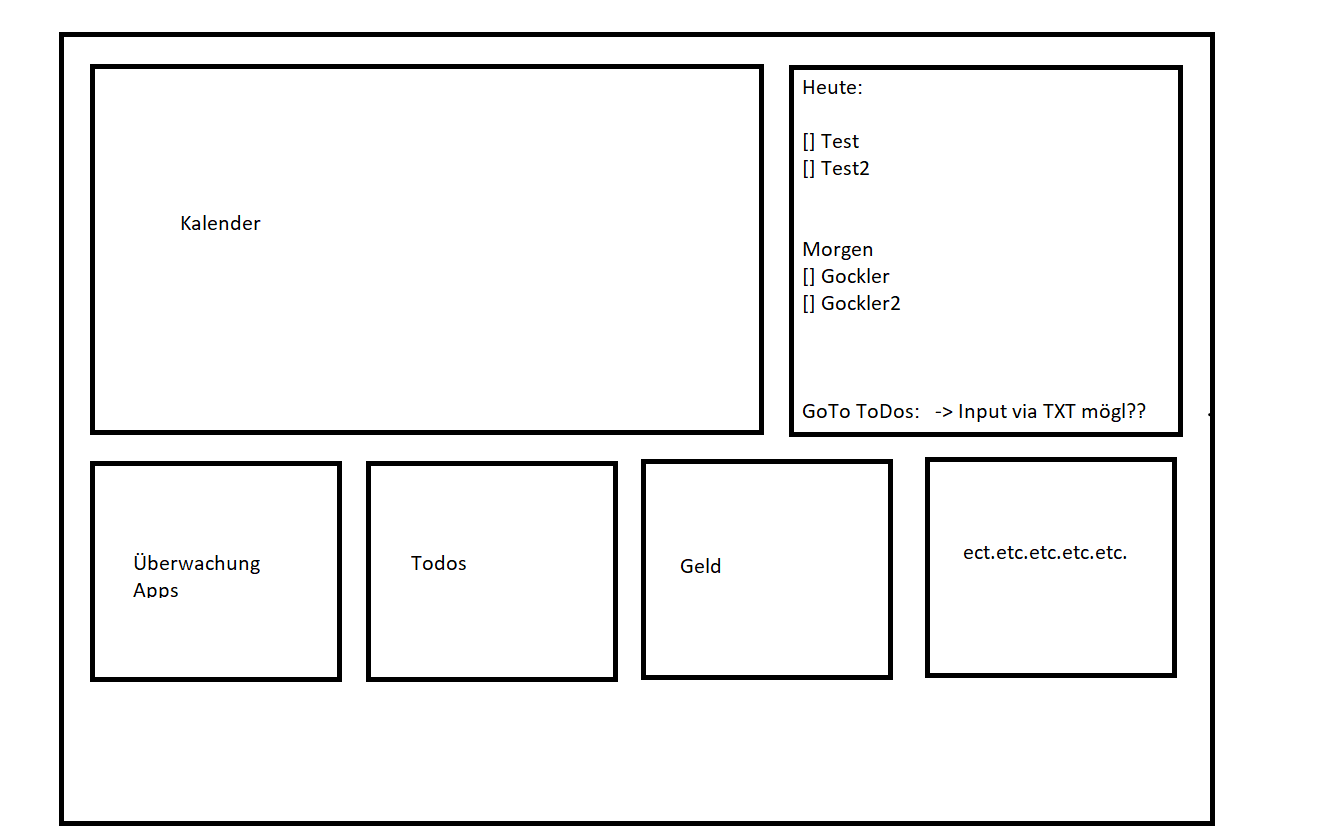 Kalender
Heute:
[] Test
[] Test2
Morgen
[] Gockler
[] Gockler2
GoTo ToDos: -> Input via TXT mögl??
Überwachung
Apps
Todos
Geld
ect.etc.etc.etc.etc.